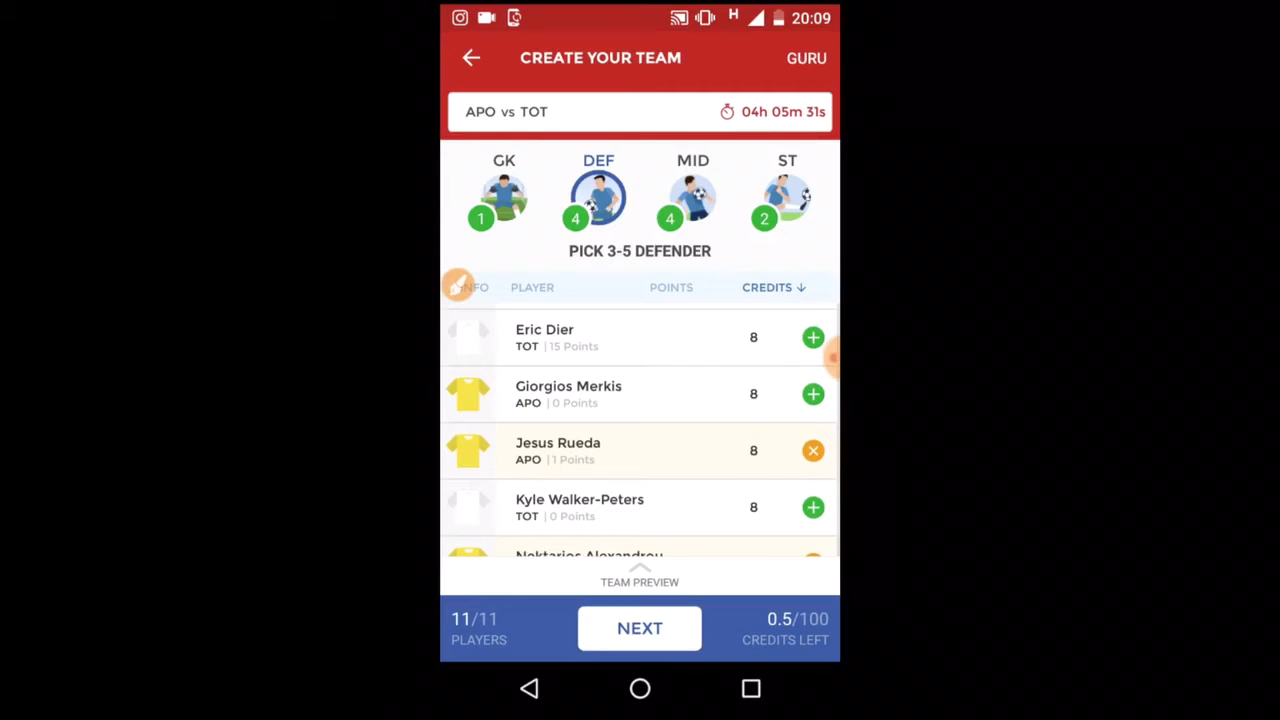 H 20:09
CREATE YOUR TEAM GURU
APO vs TOT 04h 05m 31s
GK DEF MID ST
1 4 4 2
PICK 3-5 DEFENDER
INFO PLAYER POINTS CREDITS ↓
Eric Dier
TOT | 15 Points 8
Giorgios Merkis
APO | 0 Points 8
Jesus Rueda
APO | 1 Points 8
Kyle Walker-Peters
TOT | 0 Points 8
Nektarios Alexandrou
TEAM PREVIEW
11/11 NEXT 0.5/100
PLAYERS CREDITS LEFT